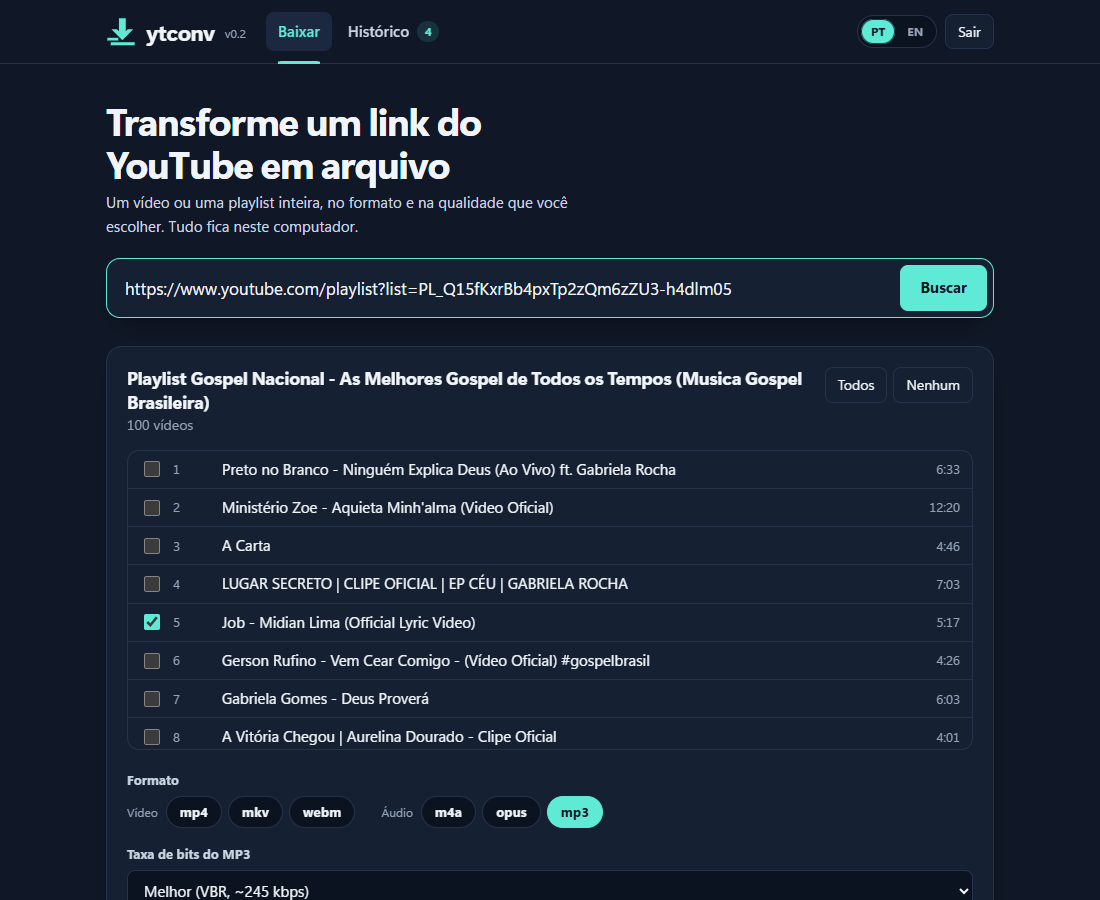 ytconv v0.2 Baixar Histórico 4 PT EN Sair
Transforme um link do
YouTube em arquivo
Um vídeo ou uma playlist inteira, no formato e na qualidade que você
escolher. Tudo fica neste computador.
https://www.youtube.com/playlist?list=PL_Q15fKxrBb4pxTp2zQm6zZU3-h4dlm05 Buscar
Playlist Gospel Nacional - As Melhores Gospel de Todos os Tempos (Musica Gospel
Brasileira)
Todos Nenhum
100 vídeos
1 Preto no Branco - Ninguém Explica Deus (Ao Vivo) ft. Gabriela Rocha 6:33
2 Ministério Zoe - Aquieta Minh'alma (Video Oficial) 12:20
3 A Carta 4:46
4 LUGAR SECRETO | CLIPE OFICIAL | EP CÉU | GABRIELA ROCHA 7:03
5 Job - Midian Lima (Official Lyric Video) 5:17
6 Gerson Rufino - Vem Cear Comigo - (Vídeo Oficial) #gospelbrasil 4:26
7 Gabriela Gomes - Deus Proverá 6:03
8 A Vitória Chegou | Aurelina Dourado - Clipe Oficial 4:01
Formato
Vídeo mp4 mkv webm Áudio m4a opus mp3
Taxa de bits do MP3
Melhor (VBR, ~245 kbps)